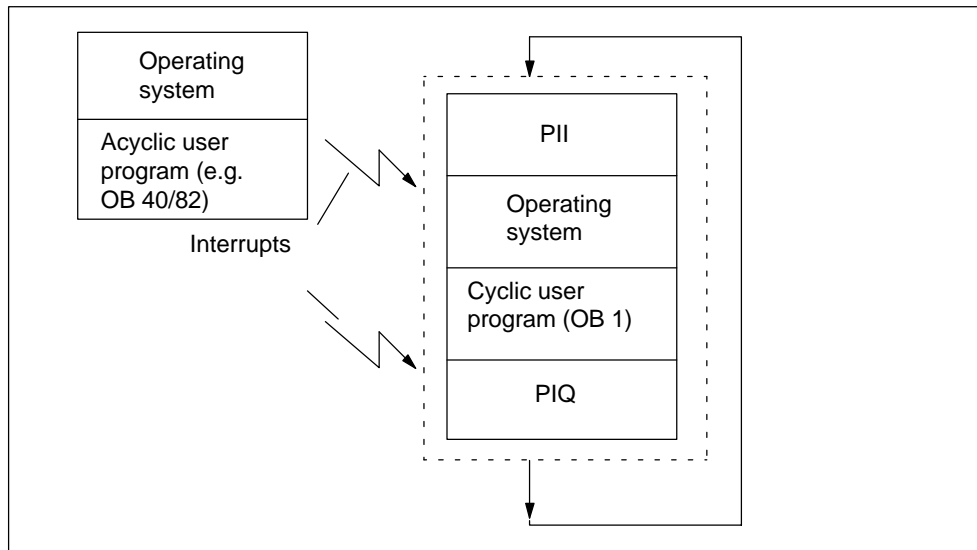 Operating
system
Acyclic user
program (e.g.
OB 40/82)
Interrupts
PII
Operating
system
Cyclic user
program (OB 1)
PIQ